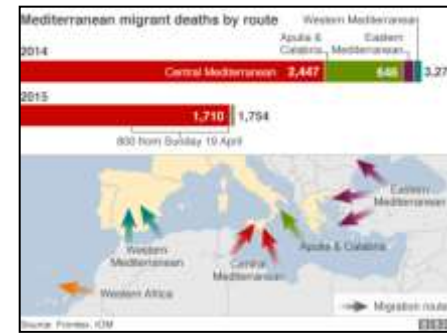 Mediterranean migrant deaths by route
Western Mediterranean
Apulia & Calabria
Eastern Mediterranean
2014
Central Mediterranean 2,447
646
3,27
2015
1,710
1,754
800 from Sunday 19 April
Eastern
Mediterranean
Western
Mediterranean
Central
Mediterranean
Apulia & Calabria
Western Africa
Migration route
Source: Frontex, IOM
BBC